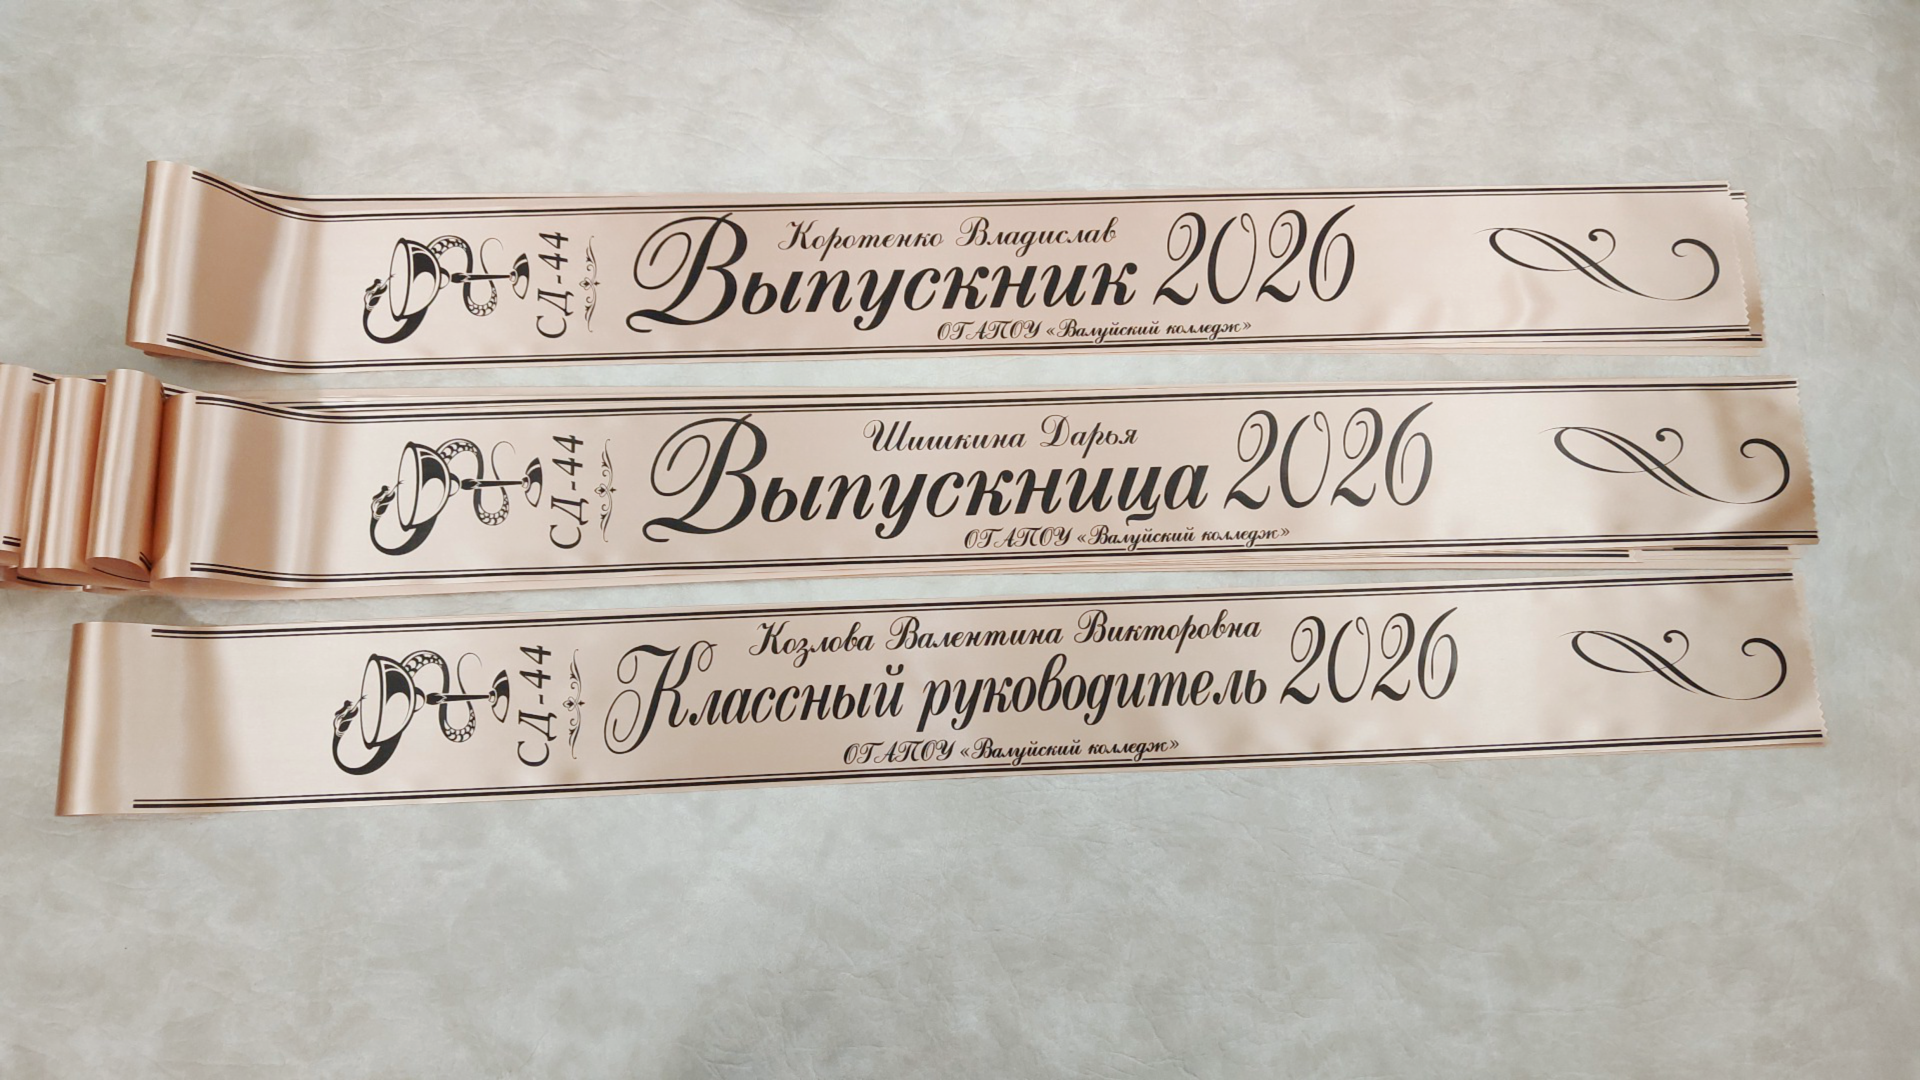 СД-44
Коротенко Владислав
Выпускник 2026
ОГАПОУ «Валуйский колледж»
СД-44
Шишкина Дарья
Выпускница 2026
ОГАПОУ «Валуйский колледж»
СД-44
Козлова Валентина Викторовна
Классный руководитель 2026
ОГАПОУ «Валуйский колледж»